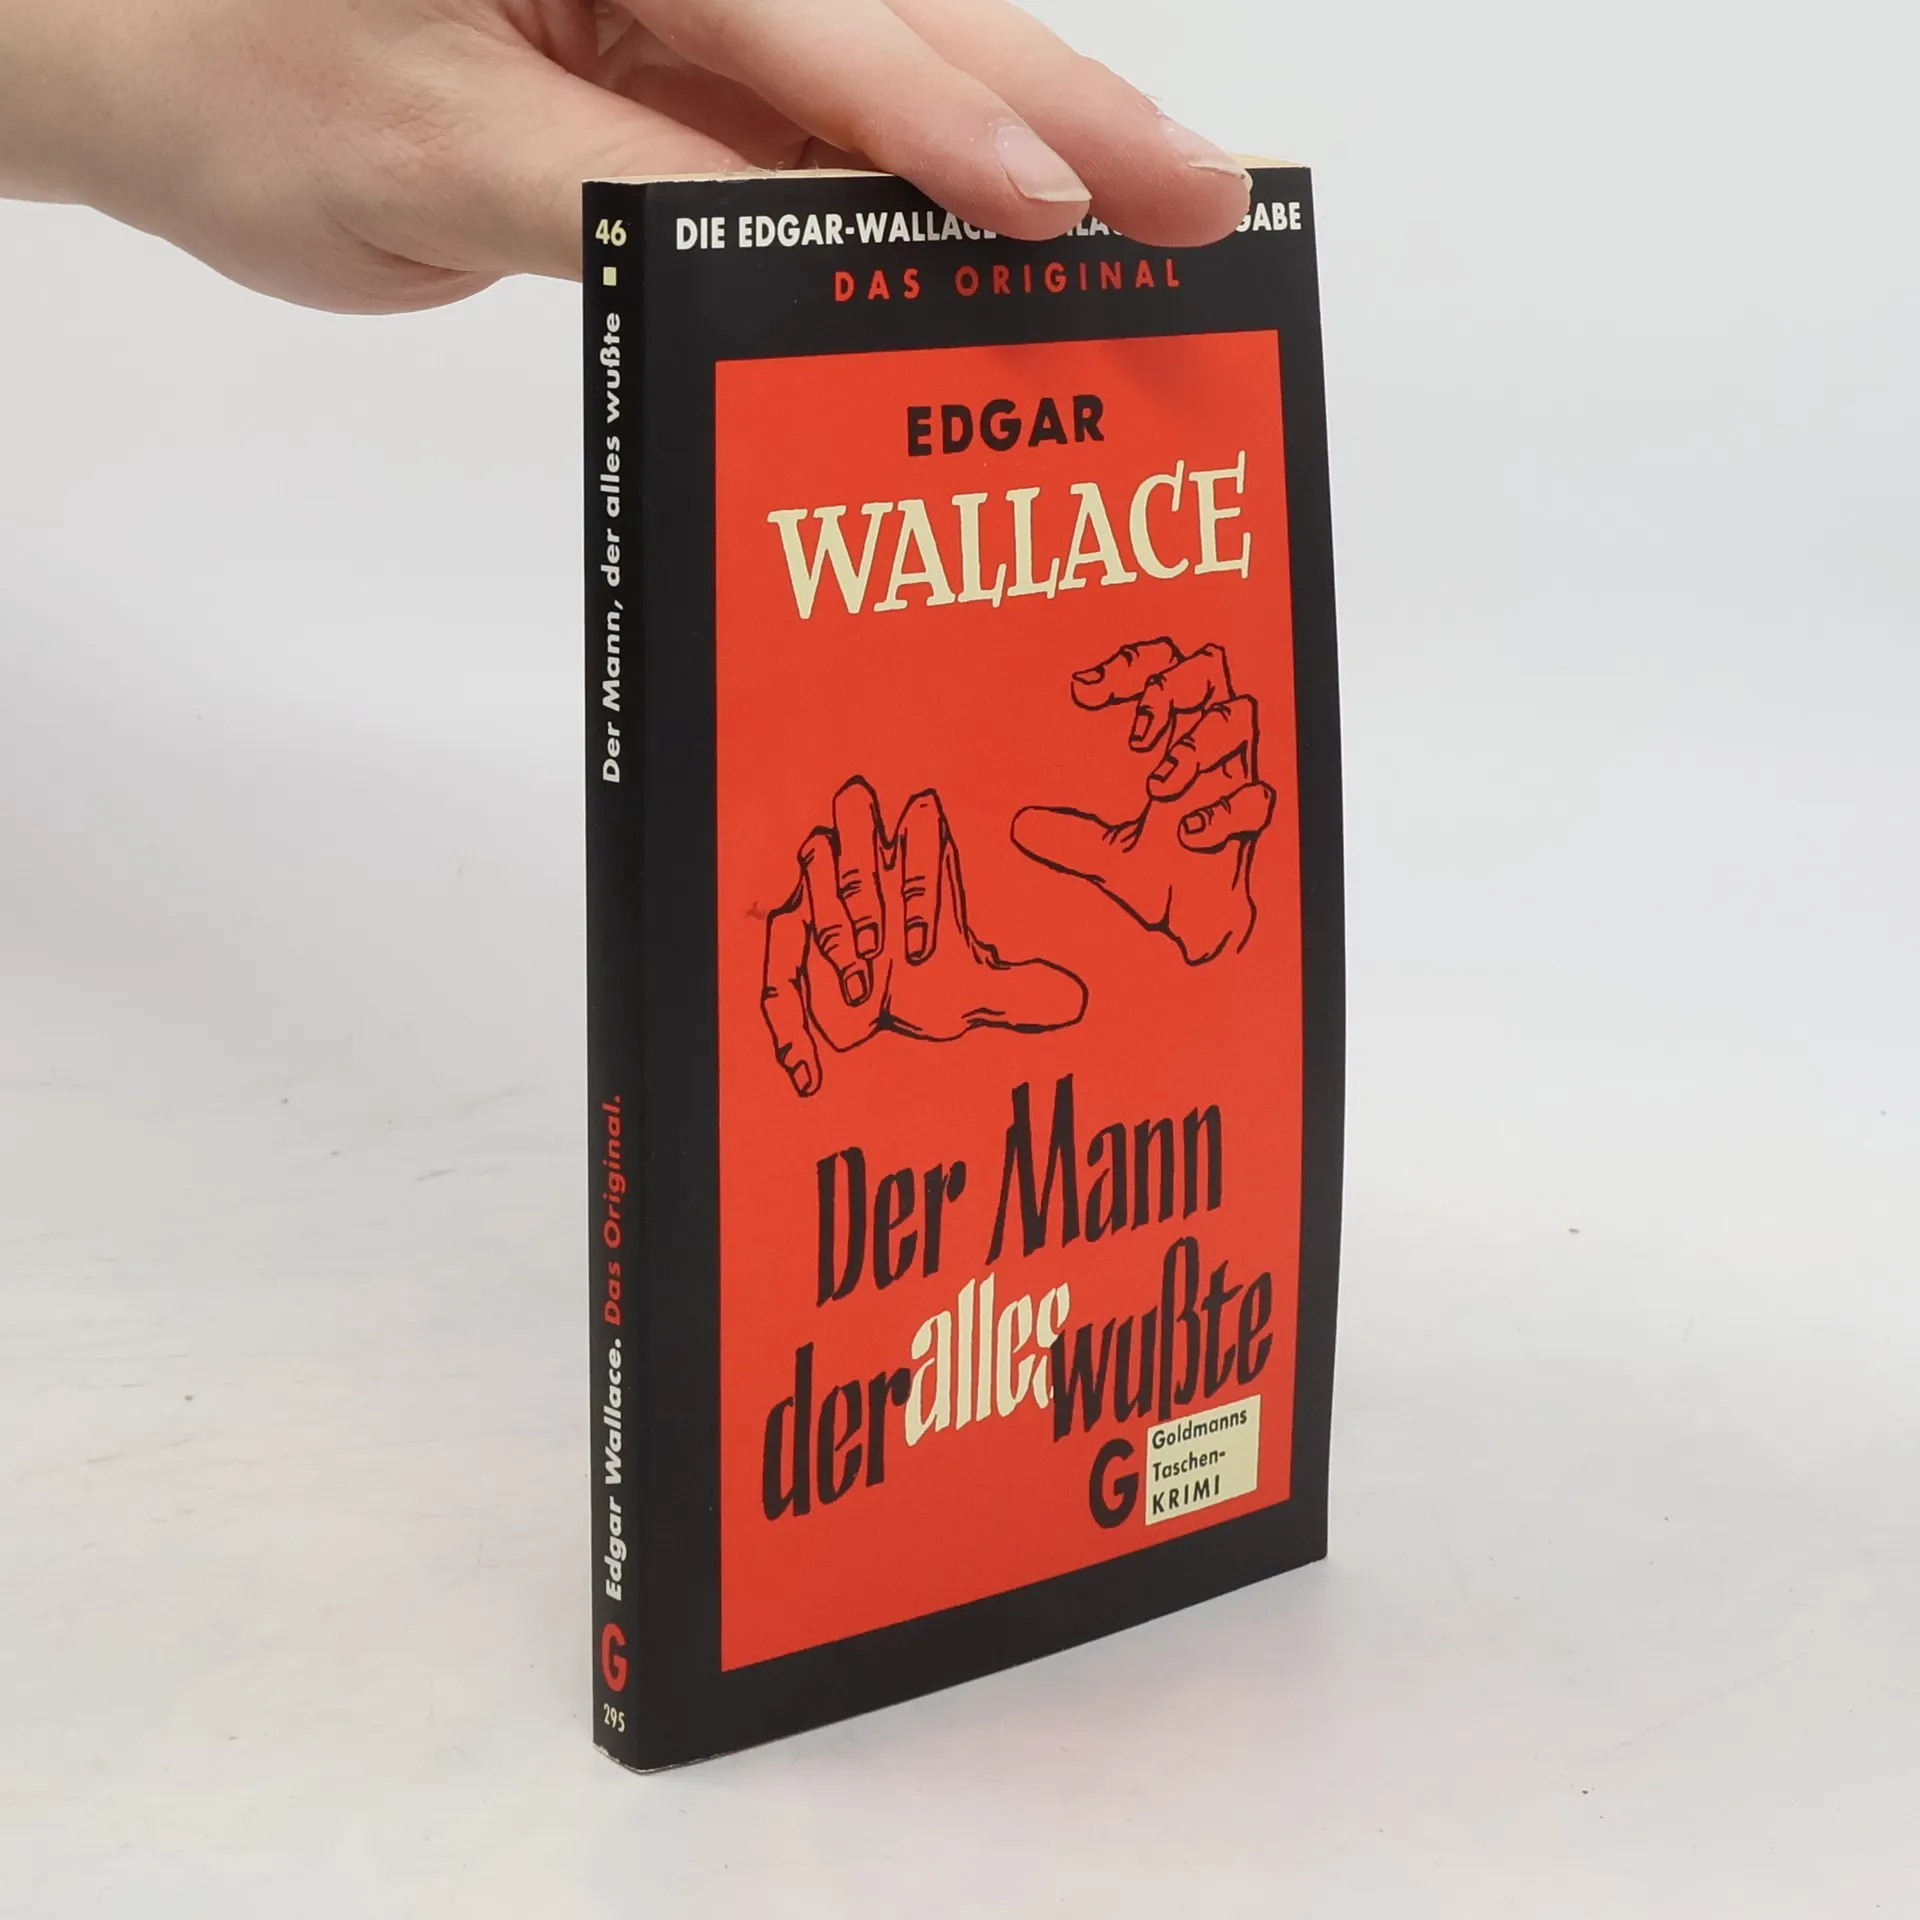 46 ■ Der Mann, der alles wußte
Edgar Wallace. Das Original.
G
295
DIE EDGAR-WALLACE
DAS ORIGINAL
EDGAR
WALLACE
Der Mann
der alles wußte
G
Goldmanns
Taschen-
KRIMI